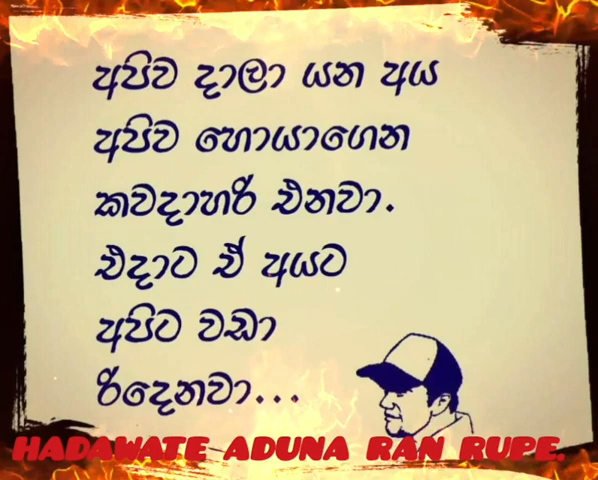 අපිව දාලා යන අය
අපිව හොයාගෙන
කවදාහරි එනවා.
එදාට ඒ අයට
අපිට වඩා
රිදෙනවා...
HADAWATE ADUNA RAN RUPE.